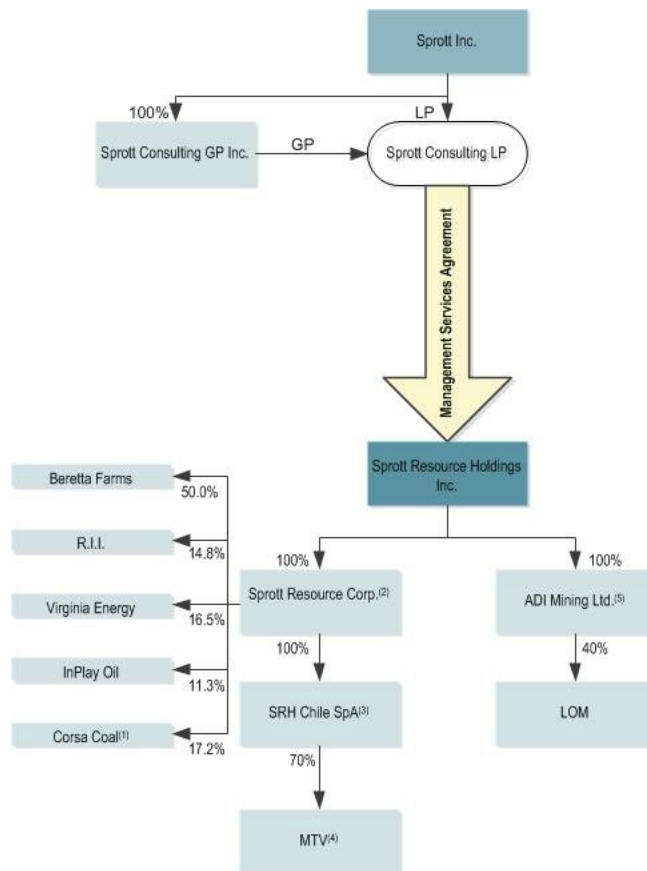 Sprott Inc.
100%
LP
Sprott Consulting GP Inc.
GP
Sprott Consulting LP
Management Services Agreement
Sprott Resource Holdings
Inc.
Beretta Farms
50.0%
R.I.I.
14.8%
Virginia Energy
16.5%
InPlay Oil
11.3%
Corsa Coal(1)
17.2%
100%
Sprott Resource Corp.(2)
100%
SRH Chile SpA(3)
70%
MTV(4)
100%
ADI Mining Ltd.(5)
40%
LOM